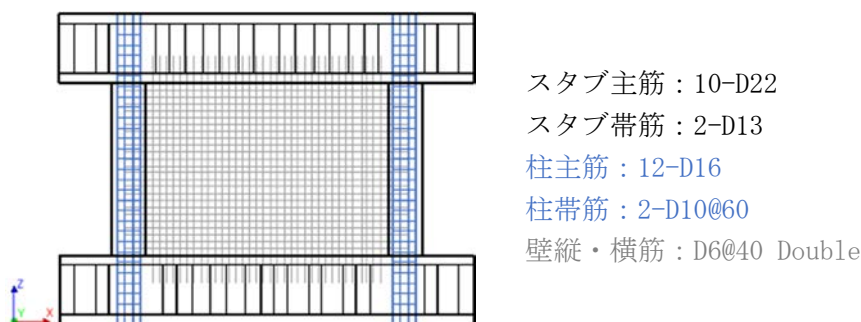 スタブ主筋：10-D22
スタブ帯筋：2-D13
柱主筋：12-D16
柱帯筋：2-D10@60
壁縦・横筋：D6@40 Double
Z
Y
X